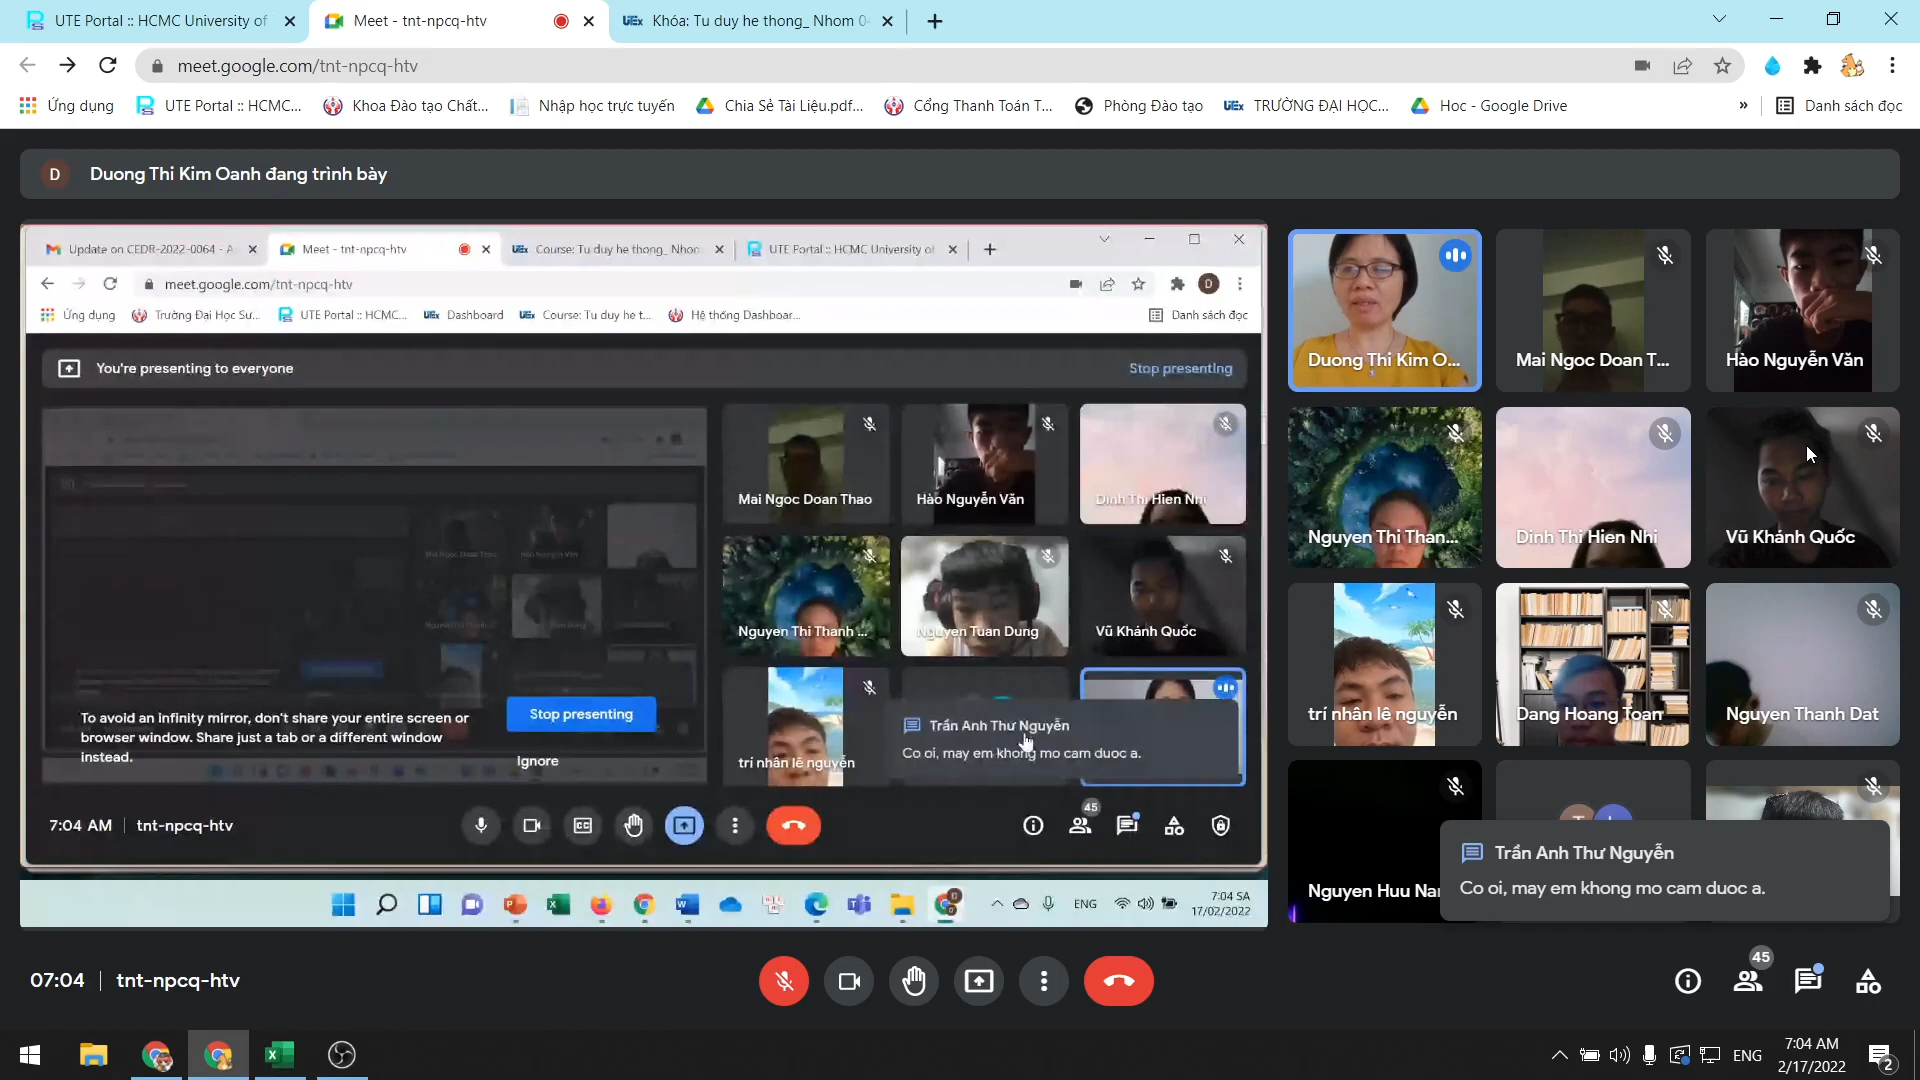 UTE Portal :: HCMC University of
Meet - tnt-npcq-htv
Khóa: Tu duy he thong_ Nhom 04
meet.google.com/tnt-npcq-htv
Ứng dụng
UTE Portal :: HCMC...
Khoa Đào tạo Chất...
Nhập học trực tuyến
Chia Sẻ Tài Liệu.pdf...
Cổng Thanh Toán T...
Phòng Đào tạo
TRƯỜNG ĐẠI HỌC...
Hoc - Google Drive
»
Danh sách đọc
D
Duong Thi Kim Oanh đang trình bày
Update on CEDR-2022-0064 - A
Meet - tnt-npcq-htv
Course: Tu duy he thong_ Nhom
UTE Portal :: HCMC University of
meet.google.com/tnt-npcq-htv
D
Ứng dụng
Trường Đại Học Sư...
UTE Portal :: HCMC...
Dashboard
Course: Tu duy he t...
Hệ thống Dashboar...
Danh sách đọc
You're presenting to everyone
Stop presenting
Mai Ngoc Doan Thao
Hào Nguyễn Văn
Dinh Thi Hien Nhi
Nguyen Thi Thanh ...
Nguyen Tuan Dung
Vũ Khánh Quốc
To avoid an infinity mirror, don't share your entire screen or
browser window. Share just a tab or a different window
instead.
Stop presenting
Ignore
trí nhân lê nguyễn
Trần Anh Thư Nguyễn
Co oi, may em khong mo cam duoc a.
7:04 AM
tnt-npcq-htv
45
ENG
7:04 SA
17/02/2022
Duong Thi Kim O...
Mai Ngoc Doan T...
Hào Nguyễn Văn
Nguyen Thi Than...
Dinh Thi Hien Nhi
Vũ Khánh Quốc
trí nhân lê nguyễn
Dang Hoang Toan
Nguyen Thanh Dat
Nguyen Huu Nam
Trần Anh Thư Nguyễn
Co oi, may em khong mo cam duoc a.
07:04
tnt-npcq-htv
45
ENG
7:04 AM
2/17/2022
2